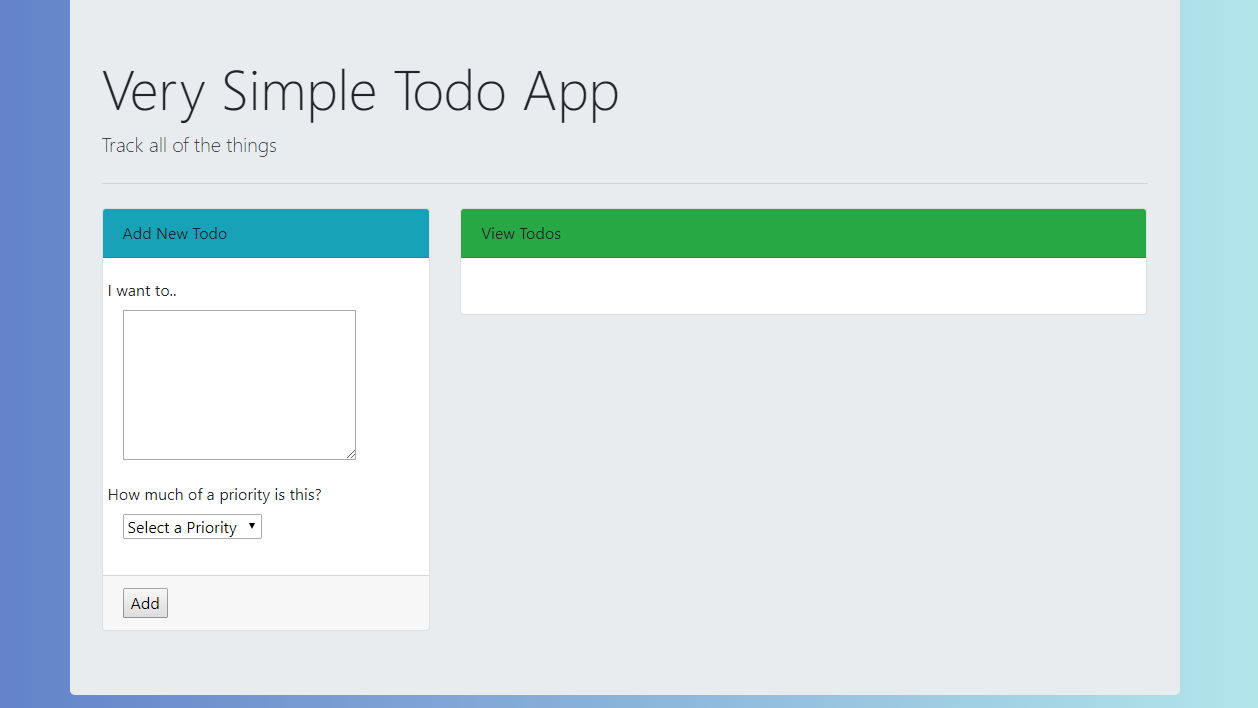 Very Simple Todo App
Track all of the things
Add New Todo
View Todos
I want to..
How much of a priority is this?
Select a Priority
Add